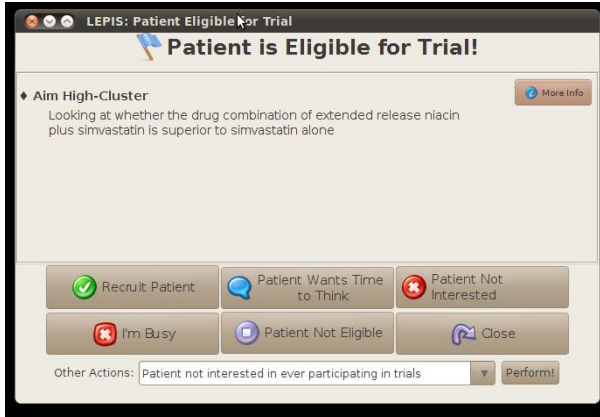 LEPIS: Patient Eligible for Trial
Patient is Eligible for Trial!
♦ Aim High-Cluster
More Info
Looking at whether the drug combination of extended release niacin
plus simvastatin is superior to simvastatin alone
Recruit Patient
Patient Wants Time
to Think
Patient Not
Interested
I'm Busy
Patient Not Eligible
Close
Other Actions: Patient not interested in ever participating in trials
Perform!